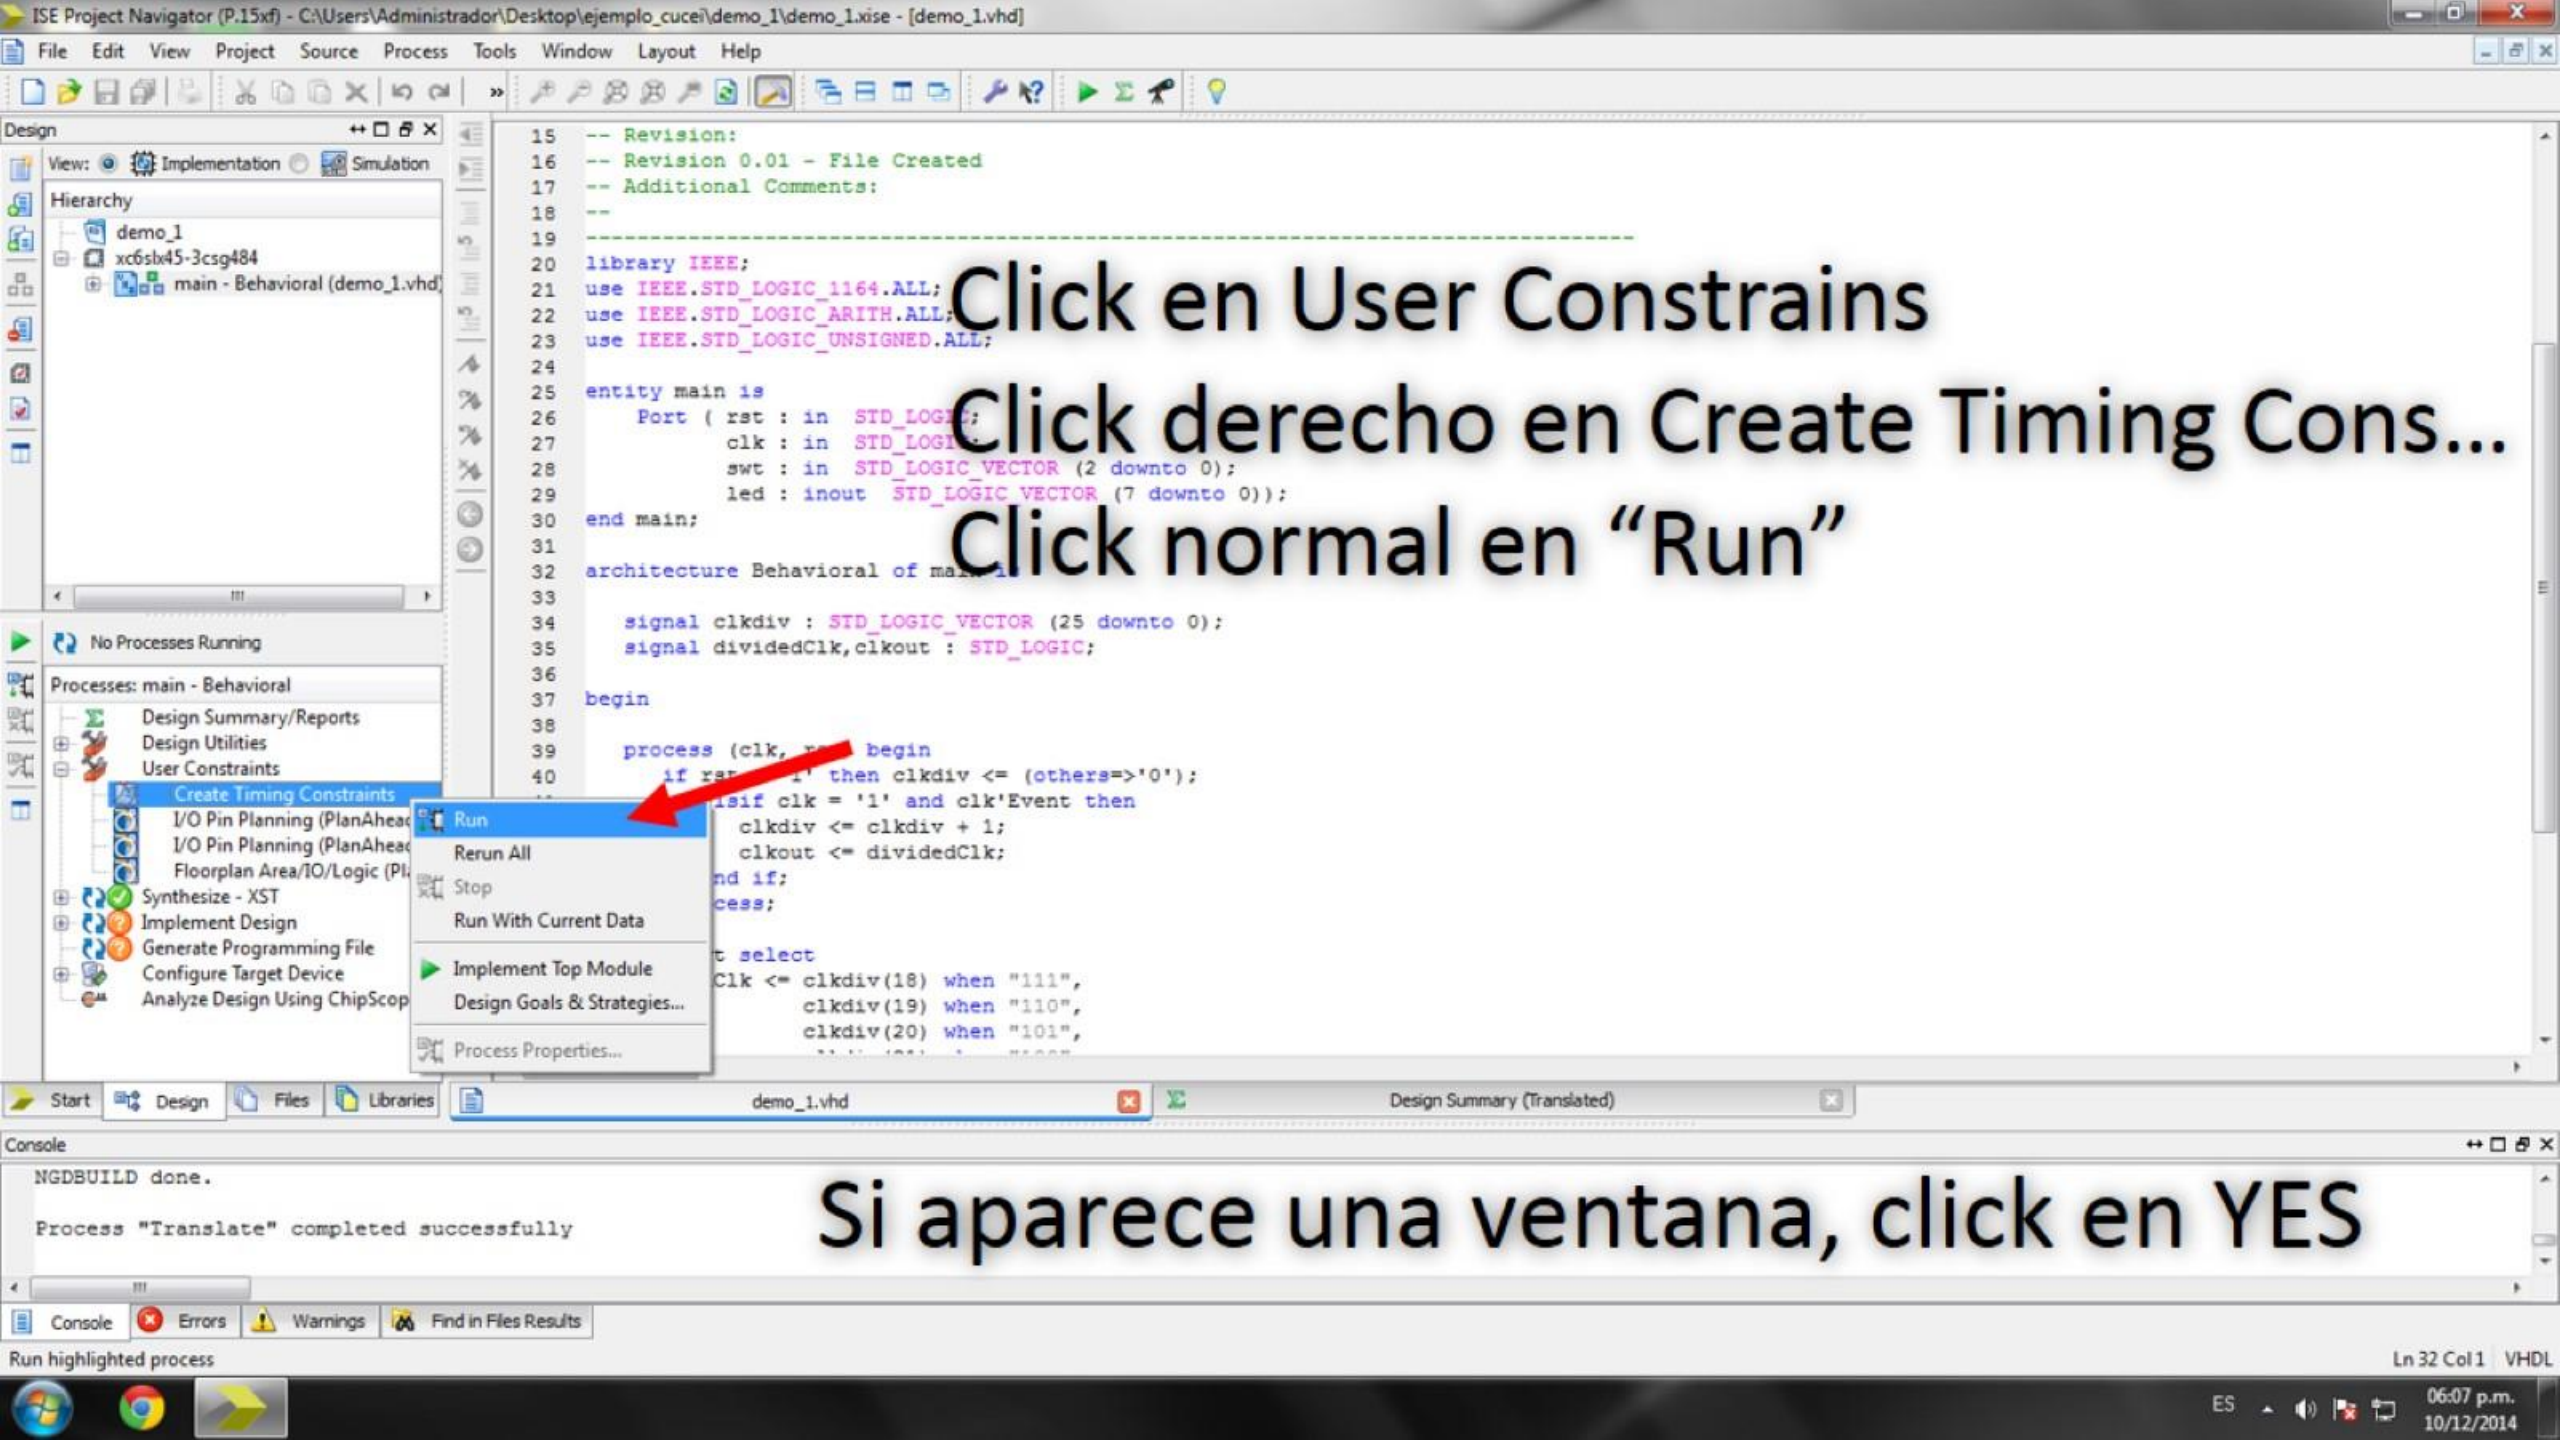 ISE Project Navigator (P.15xf) - C:\Users\Administrador\Desktop\ejemplo_cucei\demo_1\demo_1.xise - [demo_1.vhd]
File Edit View Project Source Process Tools Window Layout Help
Design
View: Implementation Simulation
Hierarchy
demo_1
xc6slx45-3csg484
main - Behavioral (demo_1.vhd)
No Processes Running
Processes: main - Behavioral
Design Summary/Reports
Design Utilities
User Constraints
Create Timing Constraints
I/O Pin Planning (PlanAhead
I/O Pin Planning (PlanAhead
Floorplan Area/IO/Logic (Pl
Synthesize - XST
Implement Design
Generate Programming File
Configure Target Device
Analyze Design Using ChipScop
Run
Rerun All
Stop
Run With Current Data
Implement Top Module
Design Goals & Strategies...
Process Properties...
15 -- Revision:
16 -- Revision 0.01 - File Created
17 -- Additional Comments:
18 --
19 ----------------------------------------------------------------------------------
20 library IEEE;
21 use IEEE.STD_LOGIC_1164.ALL;
22 use IEEE.STD_LOGIC_ARITH.ALL;
23 use IEEE.STD_LOGIC_UNSIGNED.ALL;
24
25 entity main is
26 Port ( rst : in STD_LOGIC;
27 clk : in STD_LOGIC;
28 swt : in STD_LOGIC_VECTOR (2 downto 0);
29 led : inout STD_LOGIC_VECTOR (7 downto 0));
30 end main;
31
32 architecture Behavioral of main is
33
34 signal clkdiv : STD_LOGIC_VECTOR (25 downto 0);
35 signal dividedClk,clkout : STD_LOGIC;
36
37 begin
38
39 process (clk, begin
40 if then clkdiv <= (others=>'0');
lsif clk = '1' and clk'Event then
clkdiv <= clkdiv + 1;
clkout <= dividedClk;
nd if;
cess;
t select
Clk <= clkdiv(18) when "111",
clkdiv(19) when "110",
clkdiv(20) when "101",
Click en User Constrains
Click derecho en Create Timing Cons...
Click normal en “Run”
Start Design Files Libraries
demo_1.vhd
Design Summary (Translated)
Console
NGDBUILD done.
Process "Translate" completed successfully
Si aparece una ventana, click en YES
Console Errors Warnings Find in Files Results
Run highlighted process
Ln 32 Col 1 VHDL
ES
06:07 p.m.
10/12/2014